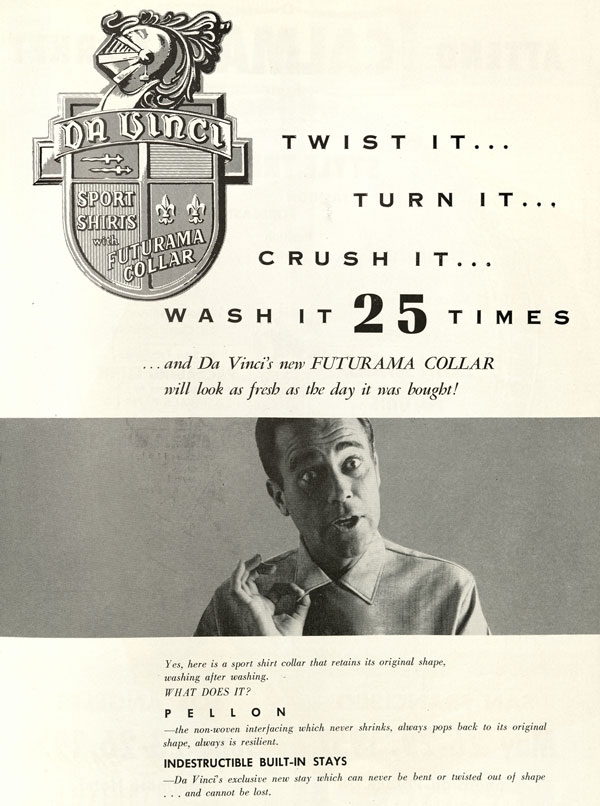 DA VINCI
SPORT
SHIRTS
with
FUTURAMA
COLLAR
TWIST IT...
TURN IT...
CRUSH IT...
WASH IT 25 TIMES
...and Da Vinci's new FUTURAMA COLLAR
will look as fresh as the day it was bought!
Yes, here is a sport shirt collar that retains its original shape,
washing after washing.
WHAT DOES IT?
PELLON
—the non-woven interfacing which never shrinks, always pops back to its original
shape, always is resilient.
INDESTRUCTIBLE BUILT-IN STAYS
—Da Vinci's exclusive new stay which can never be bent or twisted out of shape
. . . and cannot be lost.